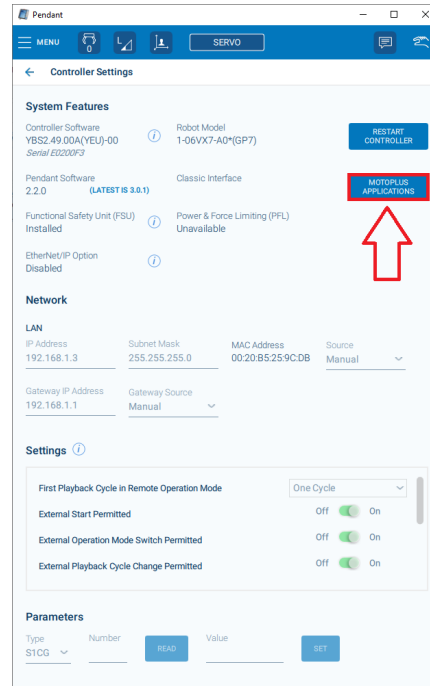 Pendant
MENU
0
SERVO
Controller Settings
System Features
Controller Software
YBS2.49.00A(YEU)-00
Serial E0200F3
Robot Model
1-06VX7-A0*(GP7)
RESTART
CONTROLLER
Pendant Software
2.2.0 (LATEST IS 3.0.1)
Classic Interface
MOTOPLUS
APPLICATIONS
Functional Safety Unit (FSU)
Installed
Power & Force Limiting (PFL)
Unavailable
EtherNet/IP Option
Disabled
Network
LAN
IP Address
192.168.1.3
Subnet Mask
255.255.255.0
MAC Address
00:20:B5:25:9C:DB
Source
Manual
Gateway IP Address
192.168.1.1
Gateway Source
Manual
Settings
First Playback Cycle in Remote Operation Mode One Cycle
External Start Permitted Off On
External Operation Mode Switch Permitted Off On
External Playback Cycle Change Permitted Off On
Parameters
Type
S1CG
Number
READ
Value
SET